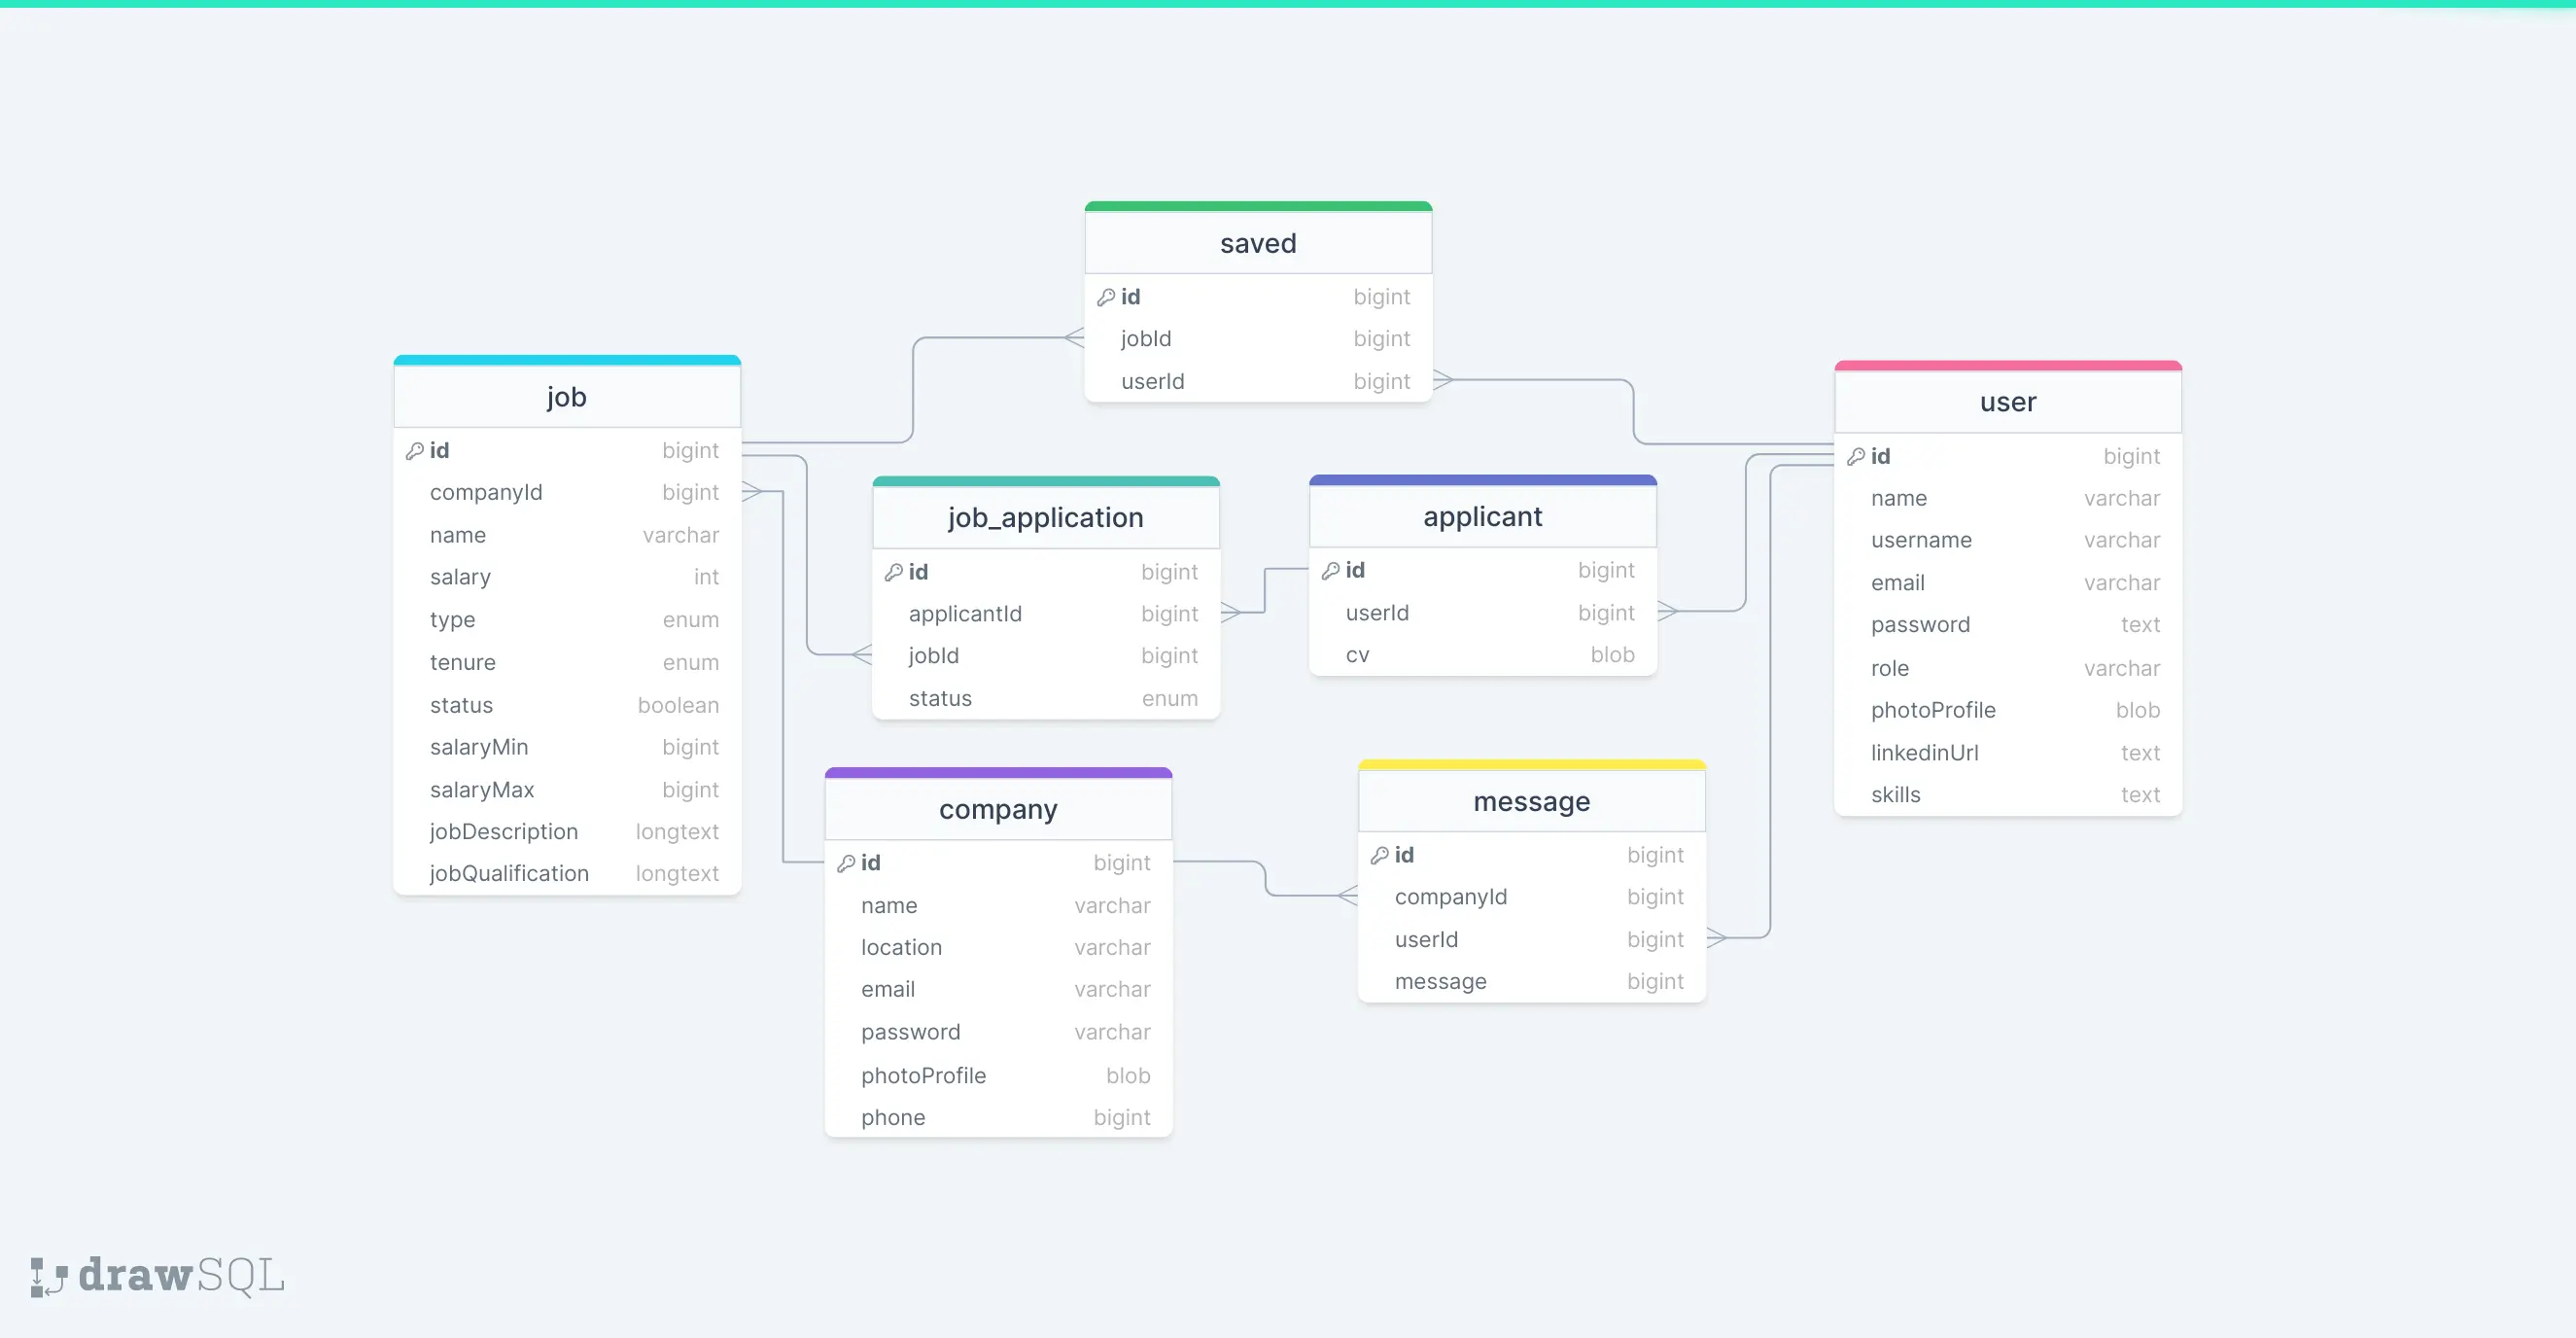 saved
id bigint
jobId bigint
userId bigint
job
id bigint
companyId bigint
name varchar
salary int
type enum
tenure enum
status boolean
salaryMin bigint
salaryMax bigint
jobDescription longtext
jobQualification longtext
job_application
id bigint
applicantId bigint
jobId bigint
status enum
applicant
id bigint
userId bigint
cv blob
user
id bigint
name varchar
username varchar
email varchar
password text
role varchar
photoProfile blob
linkedinUrl text
skills text
company
id bigint
name varchar
location varchar
email varchar
password varchar
photoProfile blob
phone bigint
message
id bigint
companyId bigint
userId bigint
message bigint
drawSQL